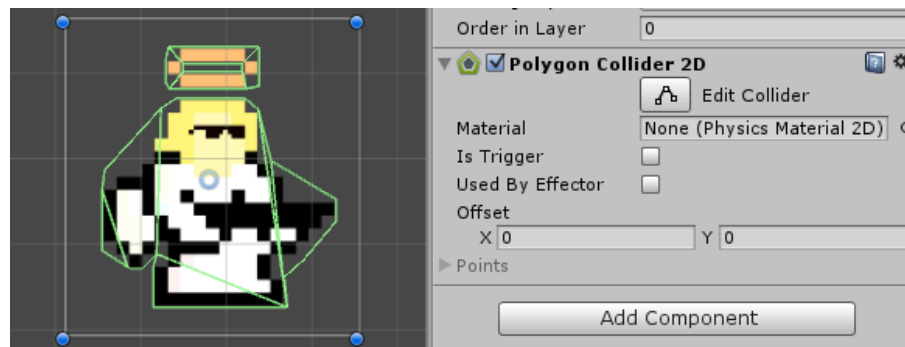 Order in Layer 0
Polygon Collider 2D
Edit Collider
Material None (Physics Material 2D)
Is Trigger
Used By Effector
Offset
X 0 Y 0
Points
Add Component